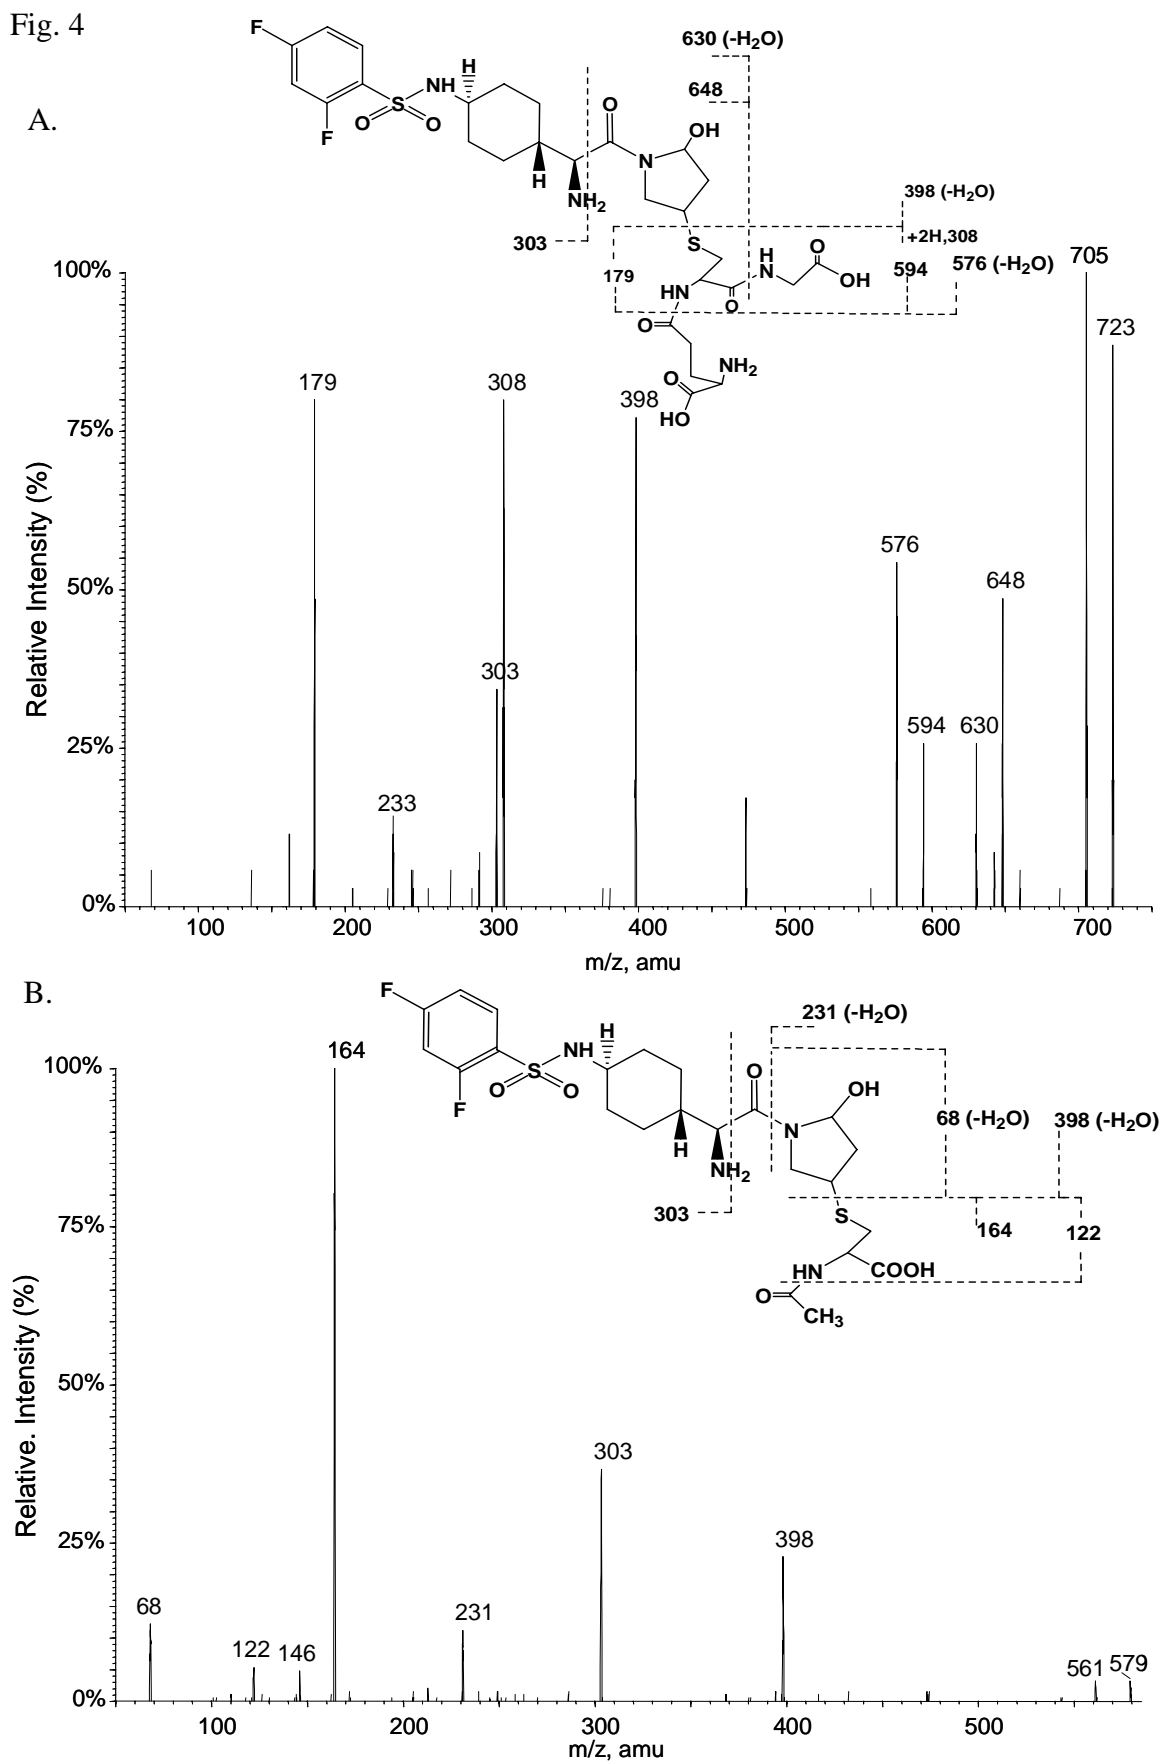 Fig. 4
A.
F
F
S
O
O
NH
H
H
NH₂
O
N
OH
630 (-H₂O)
648
303
398 (-H₂O)
+2H,308
179
594
576 (-H₂O)
S
H
N
O
OH
HN
O
O
NH₂
O
HO
100%
75%
50%
25%
0%
Relative Intensity (%)
179
233
303
308
398
576
594
630
648
705
723
100
200
300
400
500
600
700
m/z, amu
B.
F
F
S
O
O
NH
H
H
NH₂
O
N
OH
231 (-H₂O)
68 (-H₂O)
398 (-H₂O)
303
164
122
S
HN
COOH
O
CH₃
100%
75%
50%
25%
0%
Relative. Intensity (%)
68
122
146
164
231
303
398
561
579
100
200
300
400
500
m/z, amu